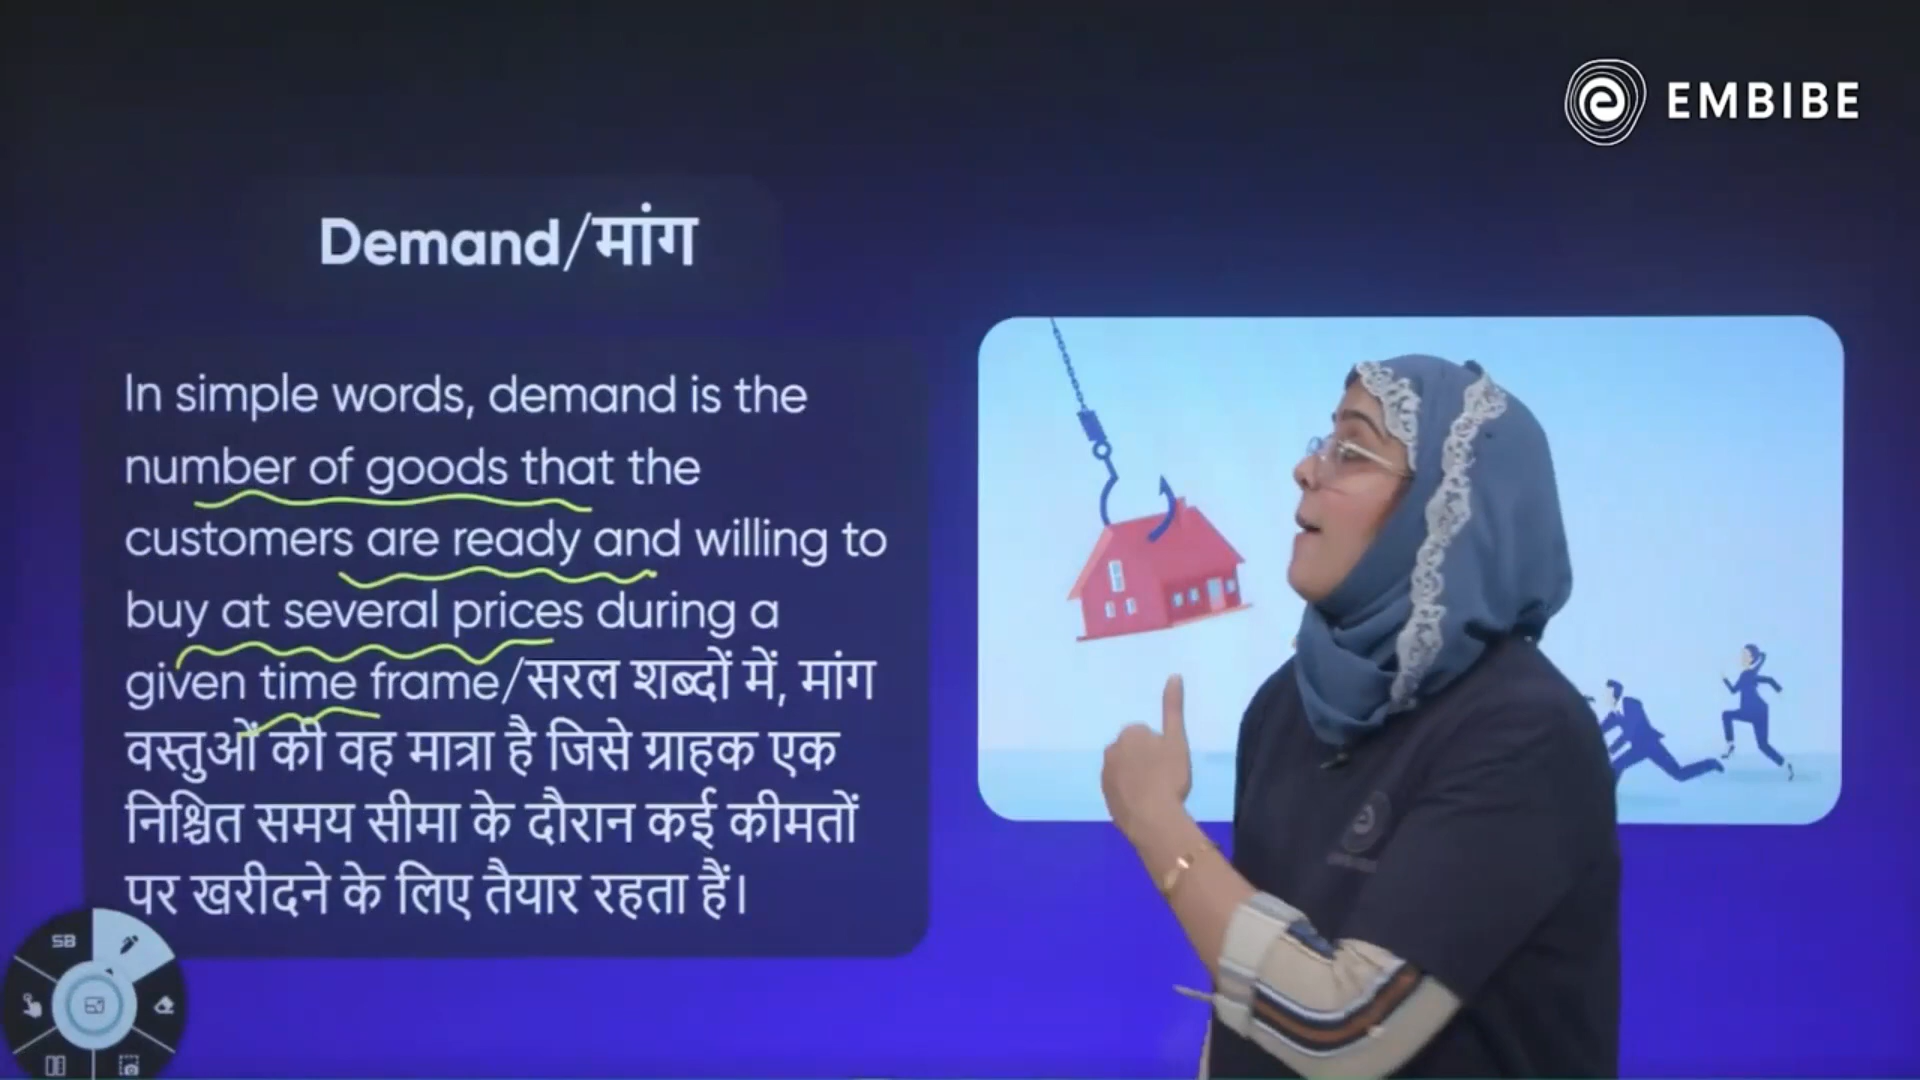 EMBIBE
Demand/मांग
In simple words, demand is the
number of goods that the
customers are ready and willing to
buy at several prices during a
given time frame/सरल शब्दों में, मांग
वस्तुओं की वह मात्रा है जिसे ग्राहक एक
निश्चित समय सीमा के दौरान कई कीमतों
पर खरीदने के लिए तैयार रहता हैं।
SB